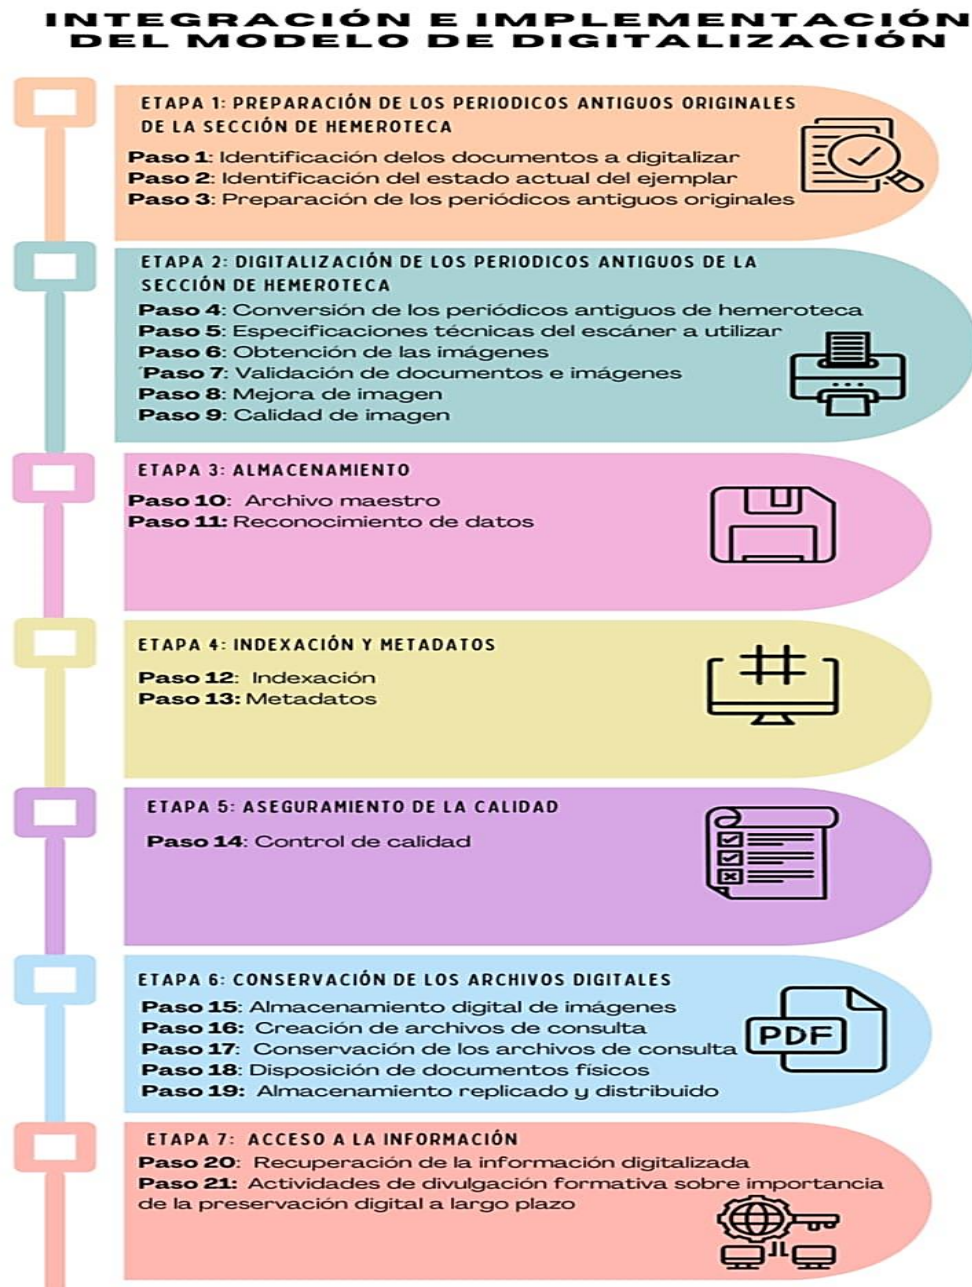 INTEGRACIÓN E IMPLEMENTACIÓN
DEL MODELO DE DIGITALIZACIÓN
ETAPA 1: PREPARACIÓN DE LOS PERIODICOS ANTIGUOS ORIGINALES
DE LA SECCIÓN DE HEMEROTECA
Paso 1: Identificación delos documentos a digitalizar
Paso 2: Identificación del estado actual del ejemplar
Paso 3: Preparación de los periódicos antiguos originales
ETAPA 2: DIGITALIZACIÓN DE LOS PERIODICOS ANTIGUOS DE LA
SECCIÓN DE HEMEROTECA
Paso 4: Conversión de los periódicos antiguos de hemeroteca
Paso 5: Especificaciones técnicas del escáner a utilizar
Paso 6: Obtención de las imágenes
´Paso 7: Validación de documentos e imágenes
Paso 8: Mejora de imagen
Paso 9: Calidad de imagen
ETAPA 3: ALMACENAMIENTO
Paso 10: Archivo maestro
Paso 11: Reconocimiento de datos
ETAPA 4: INDEXACIÓN Y METADATOS
Paso 12: Indexación
Paso 13: Metadatos
ETAPA 5: ASEGURAMIENTO DE LA CALIDAD
Paso 14: Control de calidad
ETAPA 6: CONSERVACIÓN DE LOS ARCHIVOS DIGITALES
Paso 15: Almacenamiento digital de imágenes
Paso 16: Creación de archivos de consulta
Paso 17: Conservación de los archivos de consulta
Paso 18: Disposición de documentos físicos
Paso 19: Almacenamiento replicado y distribuido
PDF
ETAPA 7: ACCESO A LA INFORMACIÓN
Paso 20: Recuperación de la información digitalizada
Paso 21: Actividades de divulgación formativa sobre importancia
de la preservación digital a largo plazo